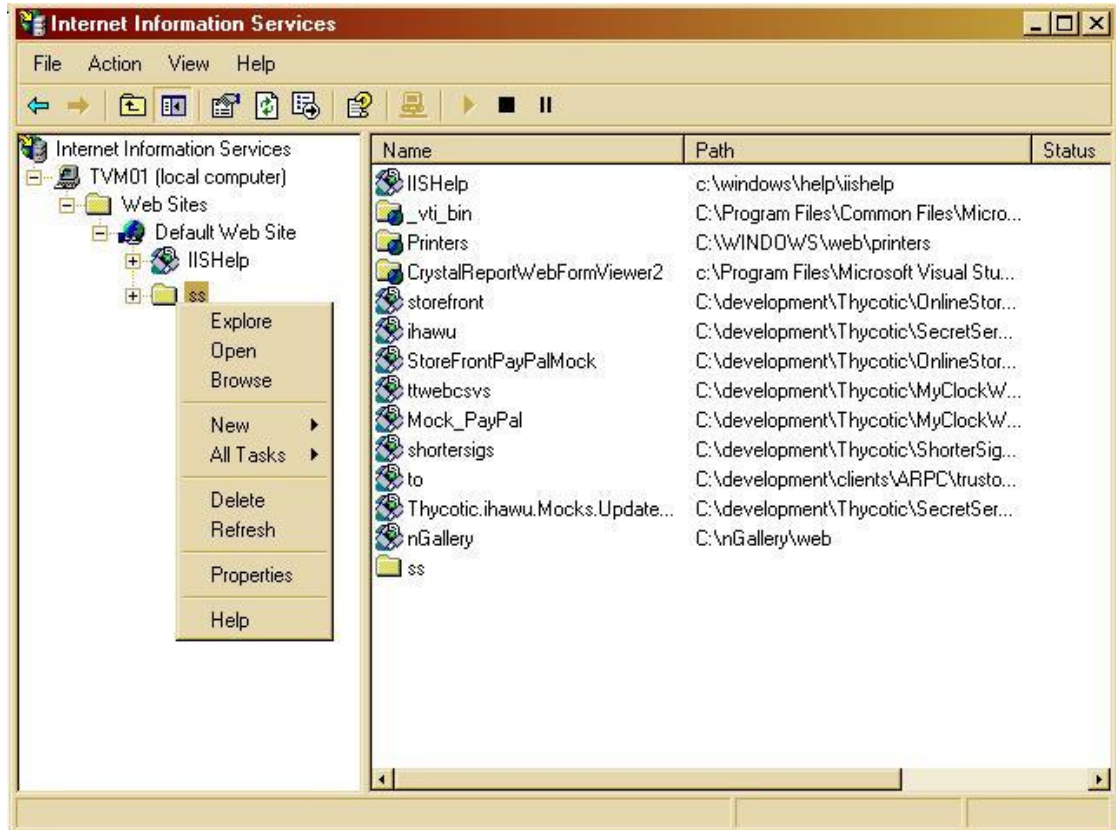 Internet Information Services
File Action View Help
Internet Information Services
TVM01 (local computer)
Web Sites
Default Web Site
IISHelp
ss
Explore
Open
Browse
New
All Tasks
Delete
Refresh
Properties
Help
Name Path Status
IISHelp c:\windows\help\iishelp
_vti_bin C:\Program Files\Common Files\Micro...
Printers C:\WINDOWS\web\printers
CrystalReportWebFormViewer2 c:\Program Files\Microsoft Visual Stu...
storefront C:\development\Thycotic\OnlineStor...
ihawu C:\development\Thycotic\SecretSer...
StoreFrontPayPalMock C:\development\Thycotic\OnlineStor...
ttwebcsvs C:\development\Thycotic\MyClockW...
Mock_PayPal C:\development\Thycotic\MyClockW...
shortersigs C:\development\Thycotic\ShorterSig...
to C:\development\clients\ARPC\trusto...
Thycotic.ihawu.Mocks.Update... C:\development\Thycotic\SecretSer...
nGallery C:\nGallery\web
ss